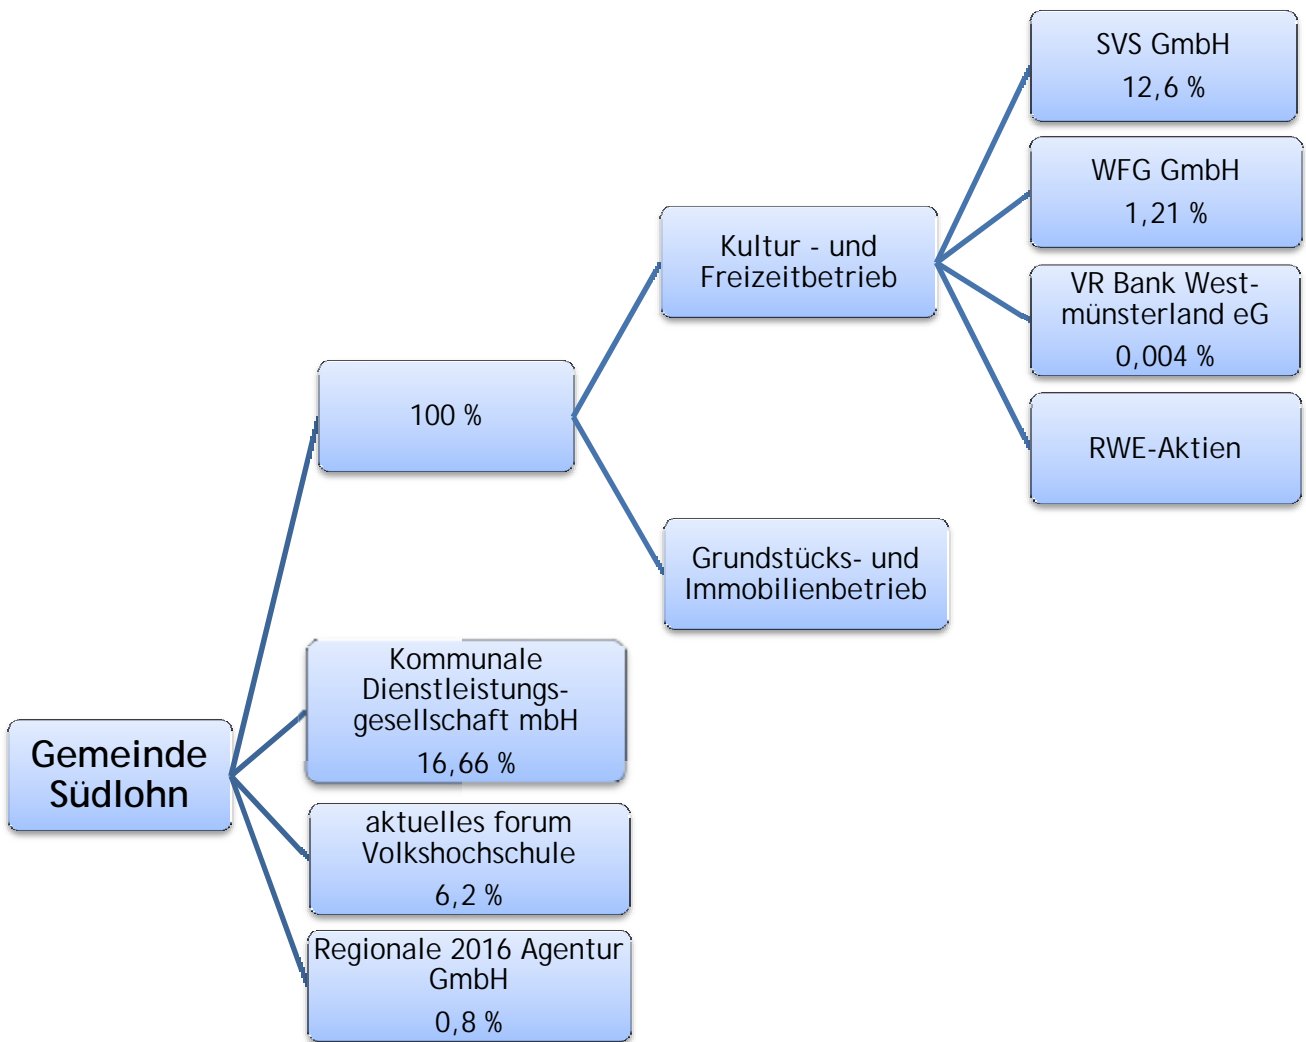 SVS GmbH
12,6 %
WFG GmbH
1,21 %
Kultur - und
Freizeitbetrieb
VR Bank West-
münsterland eG
0,004 %
100 %
RWE-Aktien
Grundstücks- und
Immobilienbetrieb
Kommunale
Dienstleistungs-
gesellschaft mbH
16,66 %
Gemeinde
Südlohn
aktuelles forum
Volkshochschule
6,2 %
Regionale 2016 Agentur
GmbH
0,8 %